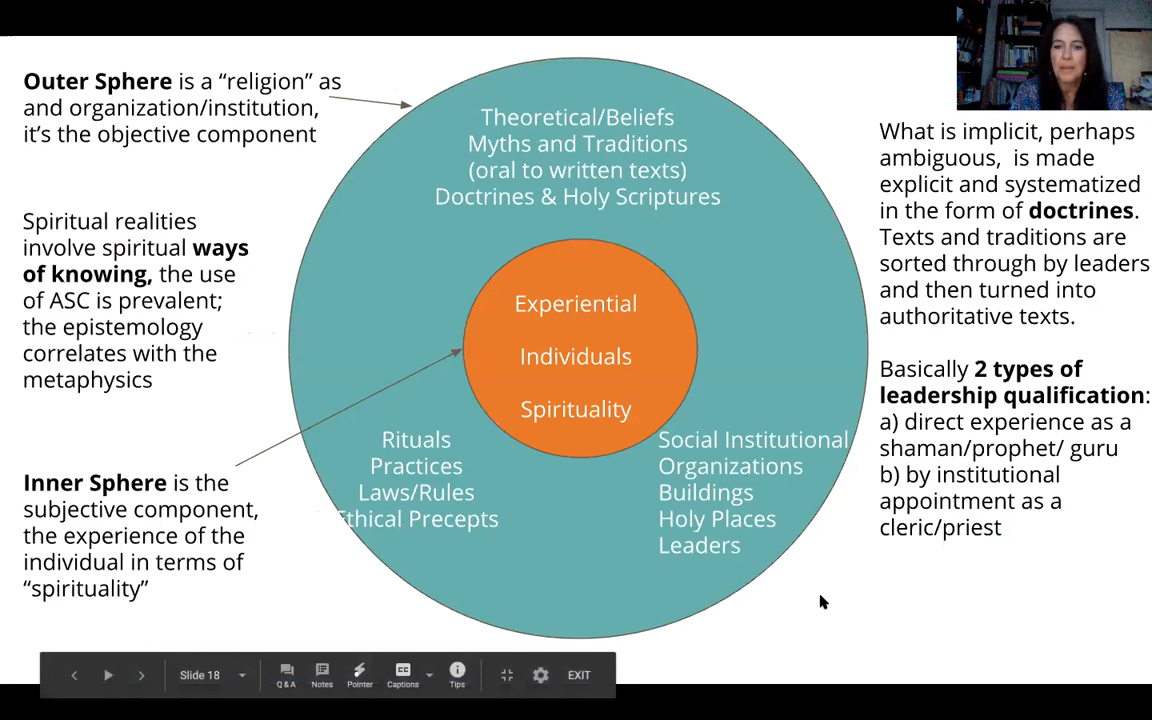 Outer Sphere is a “religion” as
and organization/institution,
it’s the objective component
Spiritual realities
involve spiritual ways
of knowing, the use
of ASC is prevalent;
the epistemology
correlates with the
metaphysics
Inner Sphere is the
subjective component,
the experience of the
individual in terms of
“spirituality”
Theoretical/Beliefs
Myths and Traditions
(oral to written texts)
Doctrines & Holy Scriptures
Experiential
Individuals
Spirituality
Rituals
Practices
Laws/Rules
Ethical Precepts
Social Institutional
Organizations
Buildings
Holy Places
Leaders
What is implicit, perhaps
ambiguous, is made
explicit and systematized
in the form of doctrines.
Texts and traditions are
sorted through by leaders
and then turned into
authoritative texts.
Basically 2 types of
leadership qualification:
a) direct experience as a
shaman/prophet/ guru
b) by institutional
appointment as a
cleric/priest
Slide 18
Q & A
Notes
Pointer
CC
Captions
Tips
EXIT